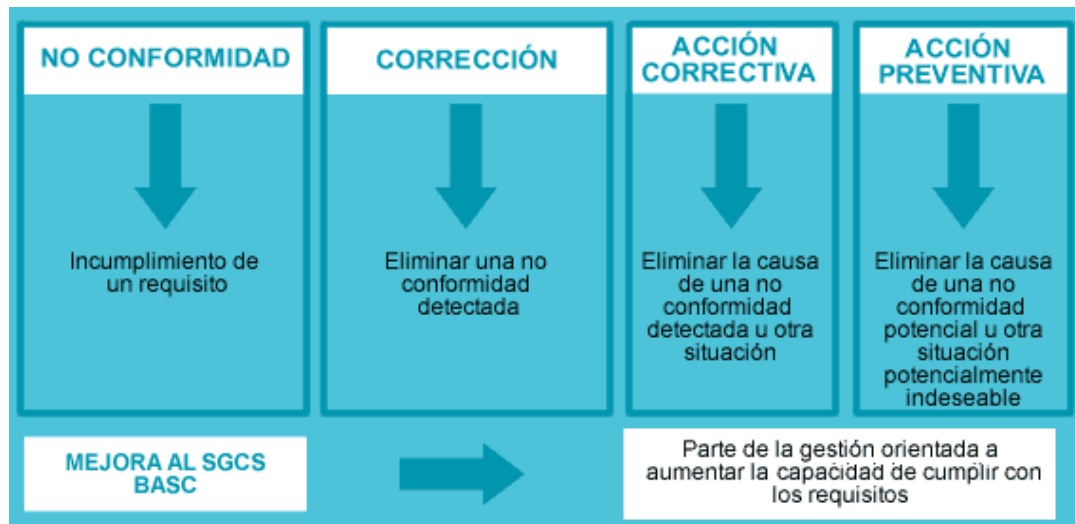 NO CONFORMIDAD
Incumplimiento de
un requisito
CORRECCIÓN
Eliminar una no
conformidad
detectada
ACCIÓN
CORRECTIVA
Eliminar la causa
de una no
conformidad
detectada u otra
situación
ACCIÓN
PREVENTIVA
Eliminar la causa
de una no
conformidad
potencial u otra
situación
potencialmente
indeseable
MEJORA AL SGCS
BASC
Parte de la gestión orientada a
aumentar la capacidad de cumplir con
los requisitos